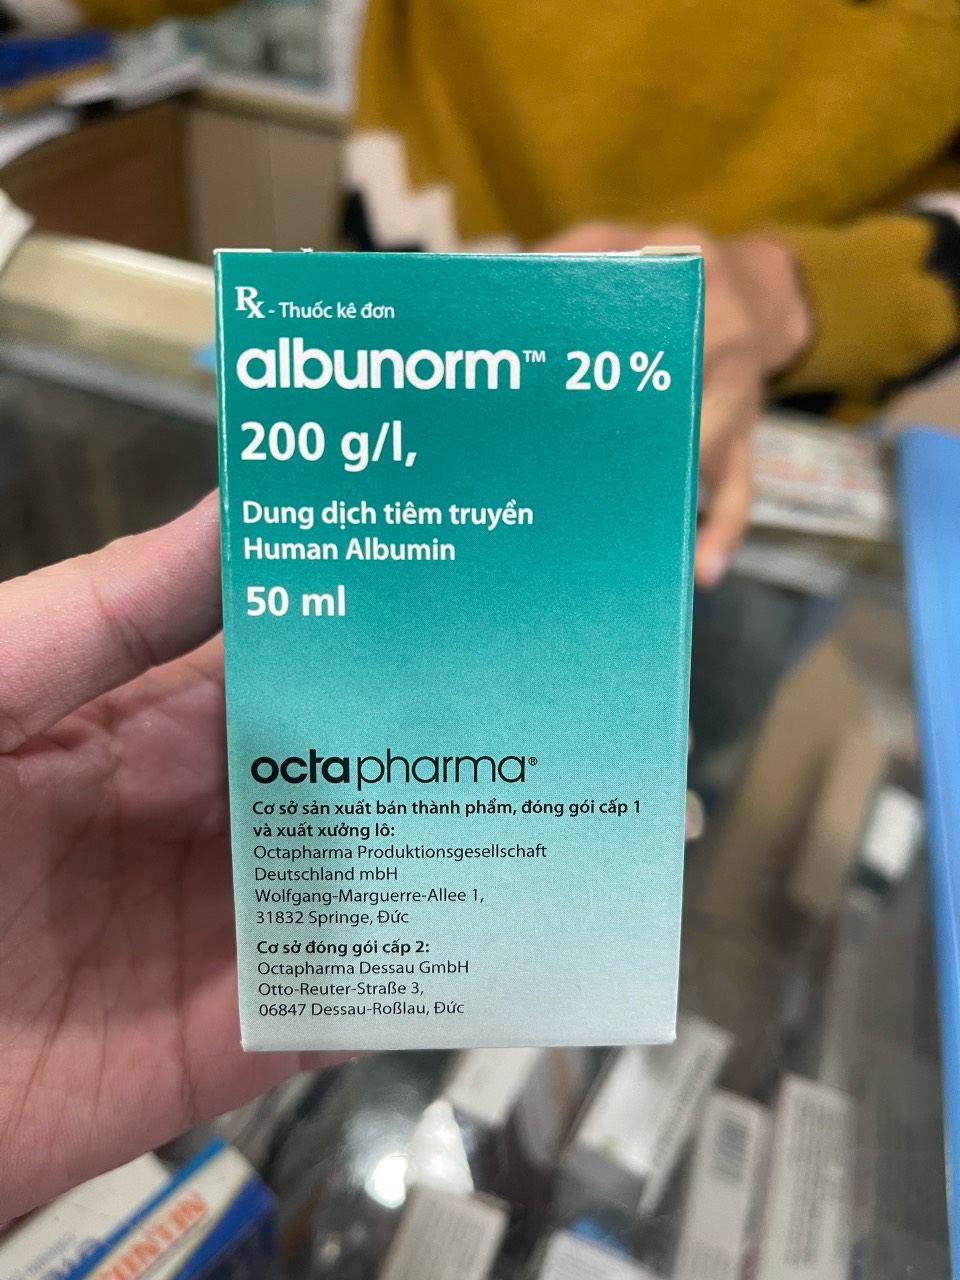 Rx - Thuốc kê đơn
albunorm™ 20 %
200 g/l,
Dung dịch tiêm truyền
Human Albumin
50 ml
octapharma®
Cơ sở sản xuất bán thành phẩm, đóng gói cấp 1
và xuất xưởng lô:
Octapharma Produktionsgesellschaft
Deutschland mbH
Wolfgang-Marguerre-Allee 1,
31832 Springe, Đức
Cơ sở đóng gói cấp 2:
Octapharma Dessau GmbH
Otto-Reuter-Straße 3,
06847 Dessau-Roßlau, Đức